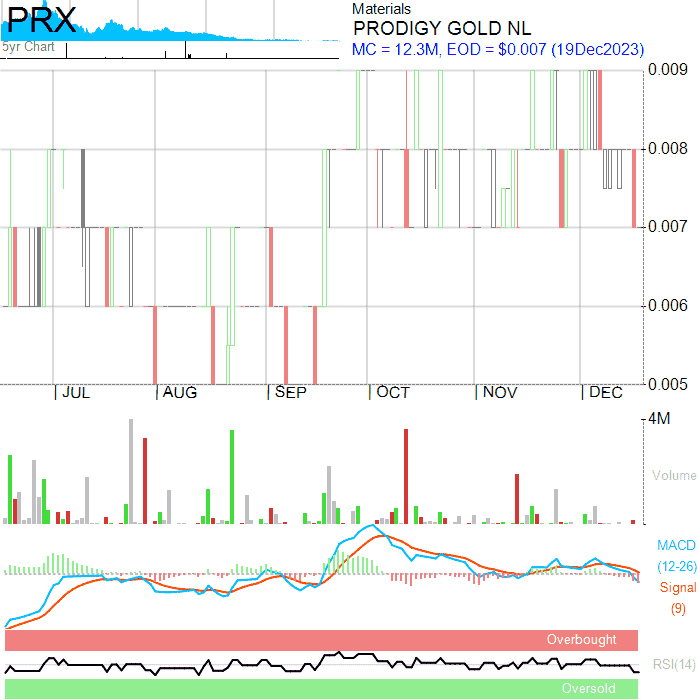 PRX
5yr Chart
Materials
PRODIGY GOLD NL
MC = 12.3M, EOD = $0.007 (19Dec2023)
0.009
0.008
0.007
0.006
0.005
JUL AUG SEP OCT NOV DEC
4M
Volume
MACD
(12-26)
Signal
(9)
Overbought
RSI(14)
Oversold